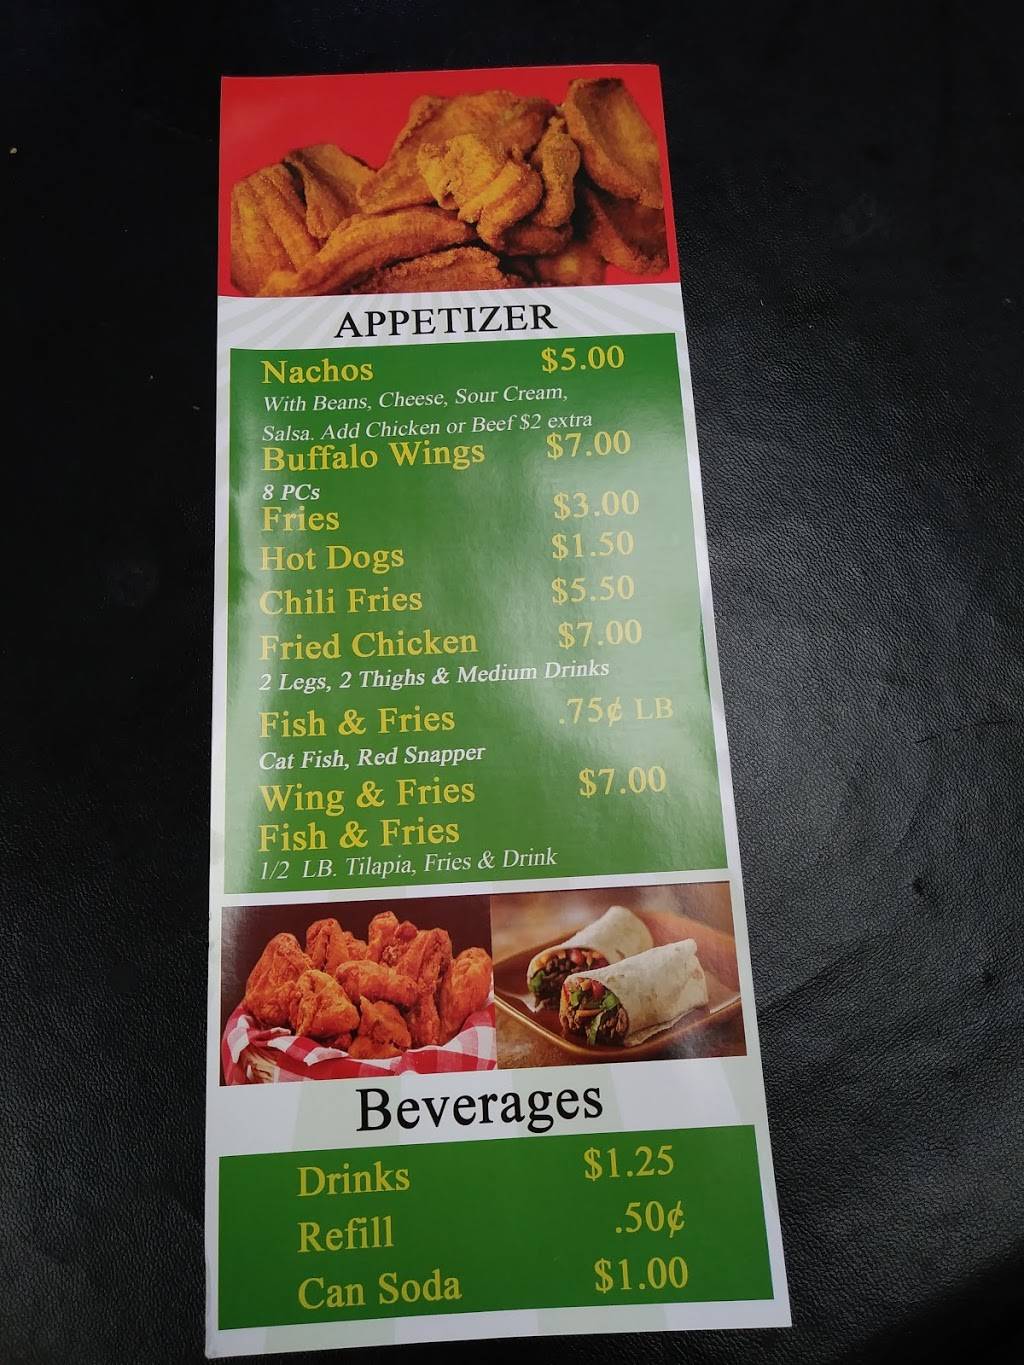 APPETIZER
Nachos $5.00
With Beans, Cheese, Sour Cream,
Salsa. Add Chicken or Beef $2 extra
Buffalo Wings $7.00
8 PCs
Fries $3.00
Hot Dogs $1.50
Chili Fries $5.50
Fried Chicken $7.00
2 Legs, 2 Thighs & Medium Drinks
Fish & Fries .75¢ LB
Cat Fish, Red Snapper
Wing & Fries $7.00
Fish & Fries
1/2 LB. Tilapia, Fries & Drink
Beverages
Drinks $1.25
Refill .50¢
Can Soda $1.00